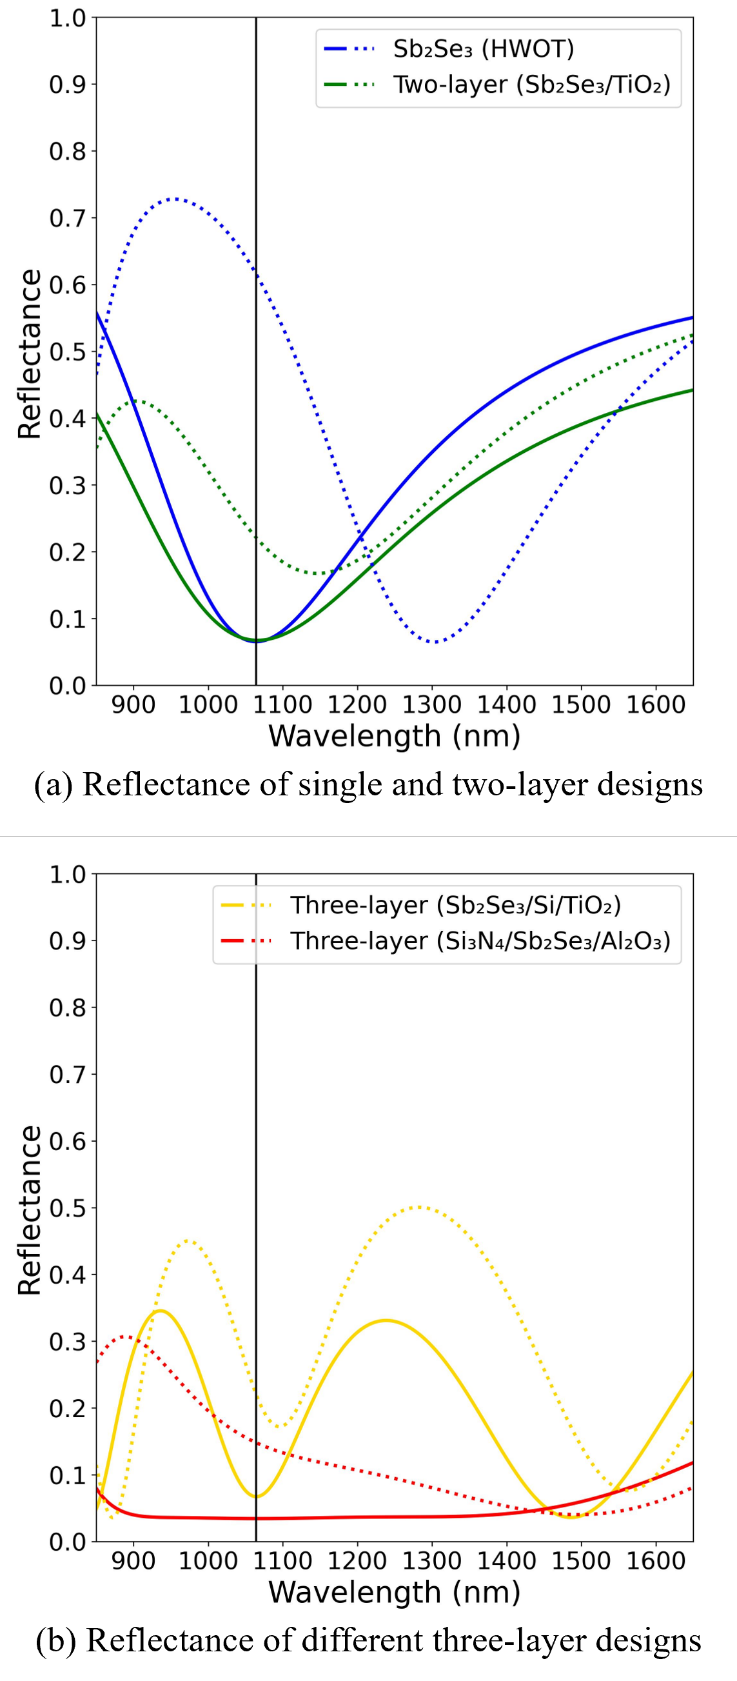 1.0
0.9
0.8
0.7
0.6
0.5
0.4
0.3
0.2
0.1
0.0
Reflectance
Sb₂Se₃ (HWOT)
Two-layer (Sb₂Se₃/TiO₂)
900 1000 1100 1200 1300 1400 1500 1600
Wavelength (nm)
(a) Reflectance of single and two-layer designs
1.0
0.9
0.8
0.7
0.6
0.5
0.4
0.3
0.2
0.1
0.0
Reflectance
Three-layer (Sb₂Se₃/Si/TiO₂)
Three-layer (Si₃N₄/Sb₂Se₃/Al₂O₃)
900 1000 1100 1200 1300 1400 1500 1600
Wavelength (nm)
(b) Reflectance of different three-layer designs